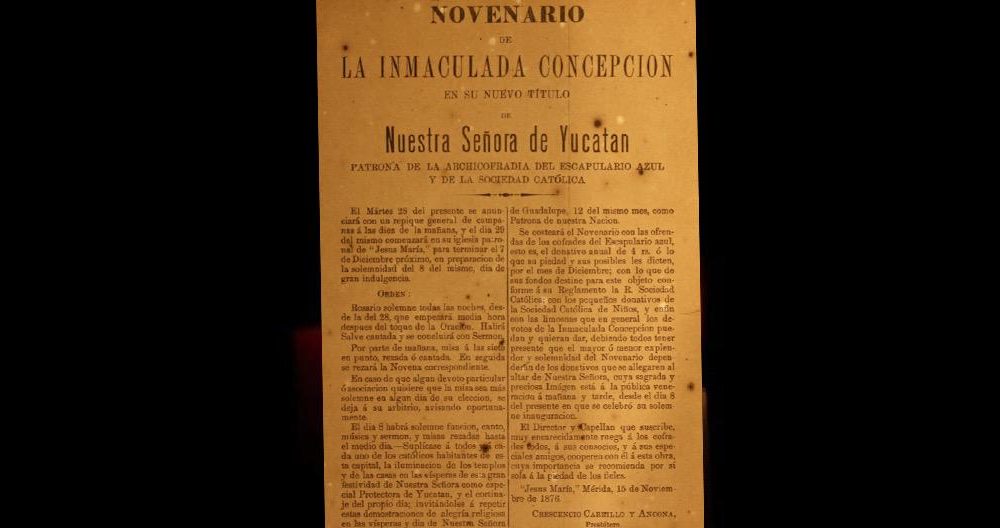 NOVENARIO
DE
LA INMACULADA CONCEPCION
EN SU NUEVO TÍTULO
DE
Nuestra Señora de Yucatan
PATRONA DE LA ARCHICOFRADIA DEL ESCAPULARIO AZUL
Y DE LA SOCIEDAD CATÓLICA
El Mártes 28 del presente se anun
ciará con un repique general de campa-
nas á las diez de la mañana, y el dia 29
del mismo comenzará en su iglesia patro-
nal de "Jesus María," para terminar el 7
de Diciembre próximo, en preparacion de
la solemnidad del 8 del mismo, dia de
gran indulgencia.
ORDEN:
Rosario solemne todas las noches, des-
de la del 28, que empezará media hora
despues del toque de la Oracion. Habrá
Salve cantada y se concluirá con Sermon.
Por parte de mañana, misa á las siete
en punto, rezada ó cantada. En seguida
se rezará la Novena correspondiente.
En caso de que algun devoto particular
ó asociacion quisiere que la misa sea más
solemne en algun dia de su eleccion, se
deja á su arbitrio, avisando oportuna-
mente.
El dia 8 habrá solemne funcion, canto,
música y sermon, y misas rezadas hasta
el medio dia.—Suplícase á todos y á ca-
da uno de los católicos habitantes de es-
ta capital, la iluminacion de los templos
y de las casas en las vísperas de esta gran
festividad de Nuestra Señora como espe-
cial Protectora de Yucatan, y el cortina-
je del propio dia; invitándoles á repetir
estas demostraciones de alegría religiosa
en las vísperas y dia de Nuestra Señora
de Guadalupe, 12 del mismo mes, como
Patrona de nuestra Nacion.
Se costeará el Novenario con las ofren-
das de los cofrades del Escapulario azul,
esto es, el donativo anual de 4 rs. ó lo
que su piedad y sus posibles les dicten,
por el mes de Diciembre; con lo que de
sus fondos destine para este objeto con-
forme á su Reglamento la R. Sociedad
Católica; con los pequeños donativos de
la Sociedad Católica de Niños, y enfin
con las limosnas que en general los de-
votos de la Inmaculada Concepcion pue-
dan y quieran dar, debiendo todos tener
presente que el mayor ó menor esplen-
dor y solemnidad del Novenario depen-
derán de los donativos que se allegaren al
altar de Nuestra Señora, cuya sagrada y
preciosa Imágen está á la pública vene-
racion á mañana y tarde, desde el dia 8
del presente en que se celebró su solem-
ne inauguracion.
El Director y Capellan que suscribe,
muy encarecidamente ruega á los cofra-
des todos, á sus consocios, y á sus espe-
ciales amigos, cooperen con él á esta obra,
cuya importancia se recomienda por si
sola á la piedad de los fieles.
"Jesus María," Mérida, 15 de Noviem-
bre de 1876.
CRESCENCIO CARRILLO Y ANCONA,
Presbítero.